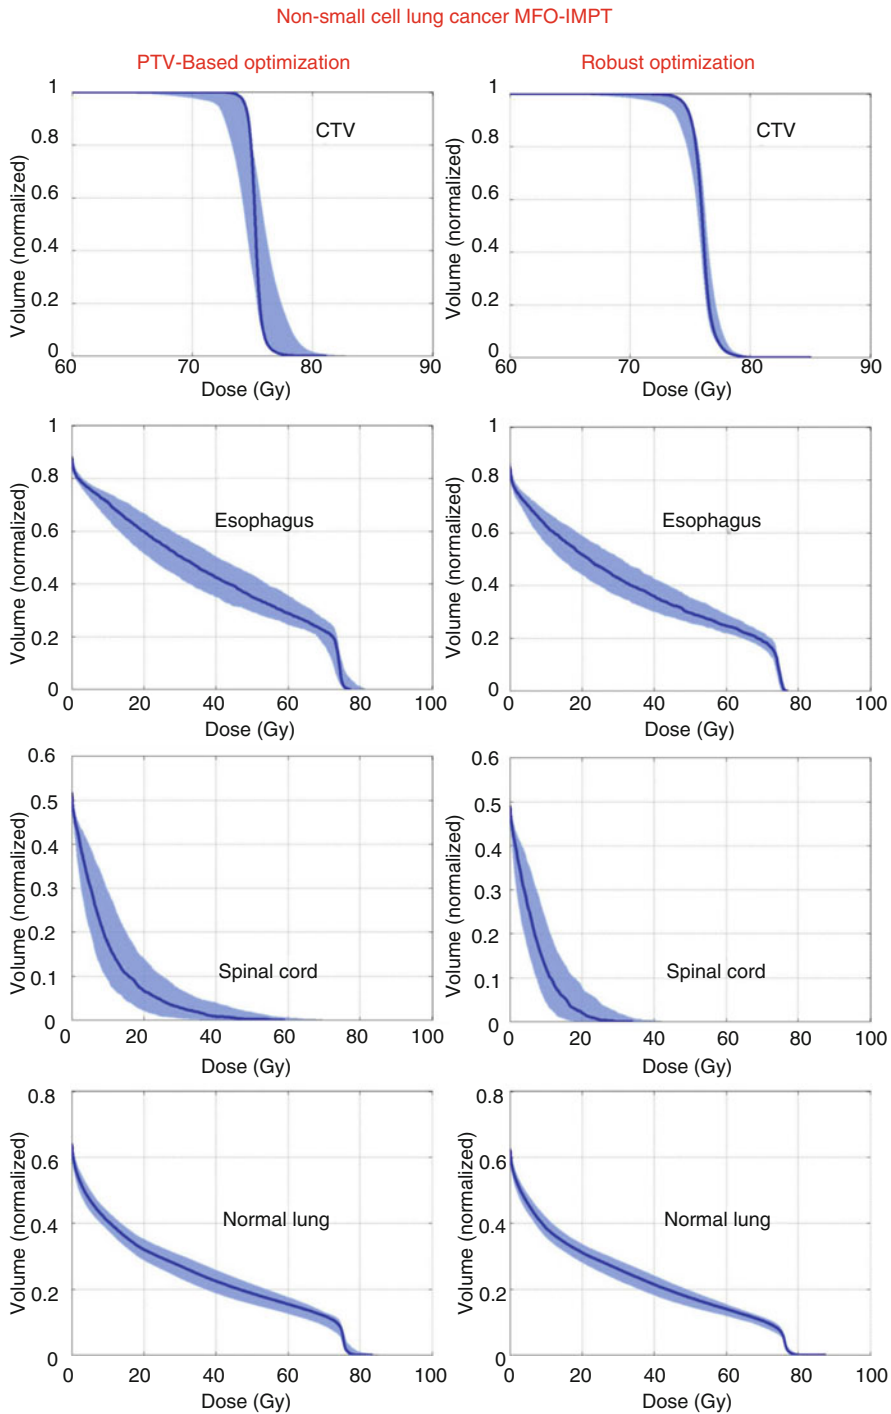 Non-small cell lung cancer MFO-IMPT
PTV-Based optimization
Robust optimization
1
0.8
0.6
0.4
0.2
0
Volume (normalized)
CTV
60 70 80 90
Dose (Gy)
1
0.8
0.6
0.4
0.2
0
Volume (normalized)
CTV
60 70 80 90
Dose (Gy)
1
0.8
0.6
0.4
0.2
0
Volume (normalized)
Esophagus
0 20 40 60 80 100
Dose (Gy)
1
0.8
0.6
0.4
0.2
0
Volume (normalized)
Esophagus
0 20 40 60 80 100
Dose (Gy)
0.6
0.5
0.4
0.3
0.2
0.1
0
Volume (normalized)
Spinal cord
0 20 40 60 80 100
Dose (Gy)
0.6
0.5
0.4
0.3
0.2
0.1
0
Volume (normalized)
Spinal cord
0 20 40 60 80 100
Dose (Gy)
0.8
0.6
0.4
0.2
0
Volume (normalized)
Normal lung
0 20 40 60 80 100
Dose (Gy)
0.8
0.6
0.4
0.2
0
Volume (normalized)
Normal lung
0 20 40 60 80 100
Dose (Gy)